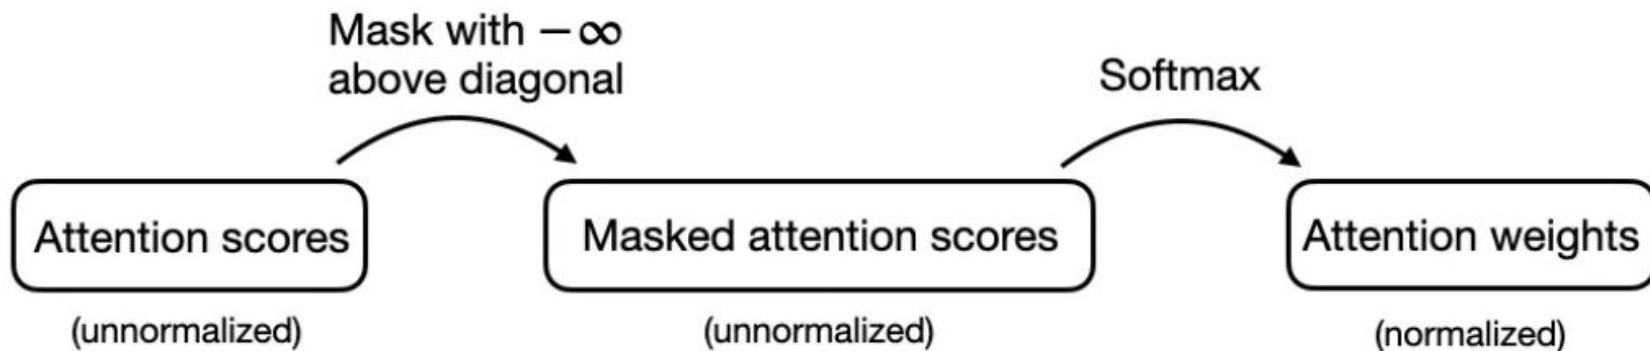 Mask with −∞
above diagonal
Softmax
Attention scores
Masked attention scores
Attention weights
(unnormalized)
(unnormalized)
(normalized)